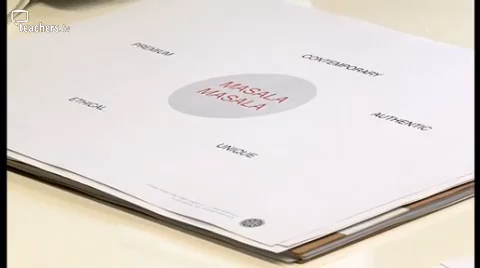 teachers.tv
PREMIUM
CONTEMPORARY
MASALA
MASALA
ETHICAL
AUTHENTIC
UNIQUE